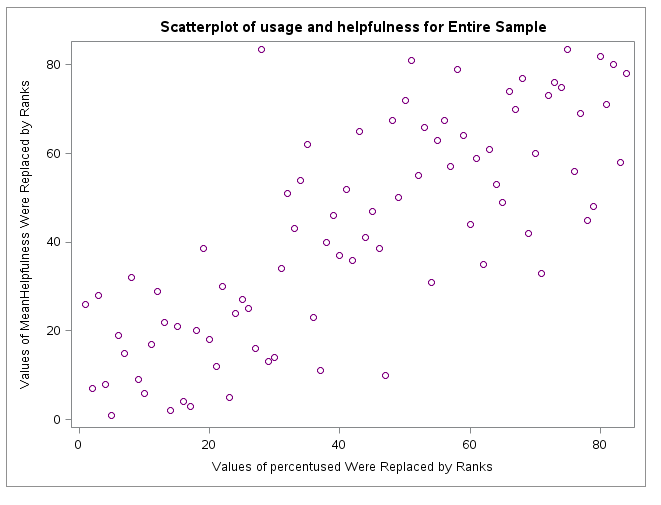 Scatterplot of usage and helpfulness for Entire Sample
Values of MeanHelpfulness Were Replaced by Ranks
80
60
40
20
0
0 20 40 60 80
Values of percentused Were Replaced by Ranks